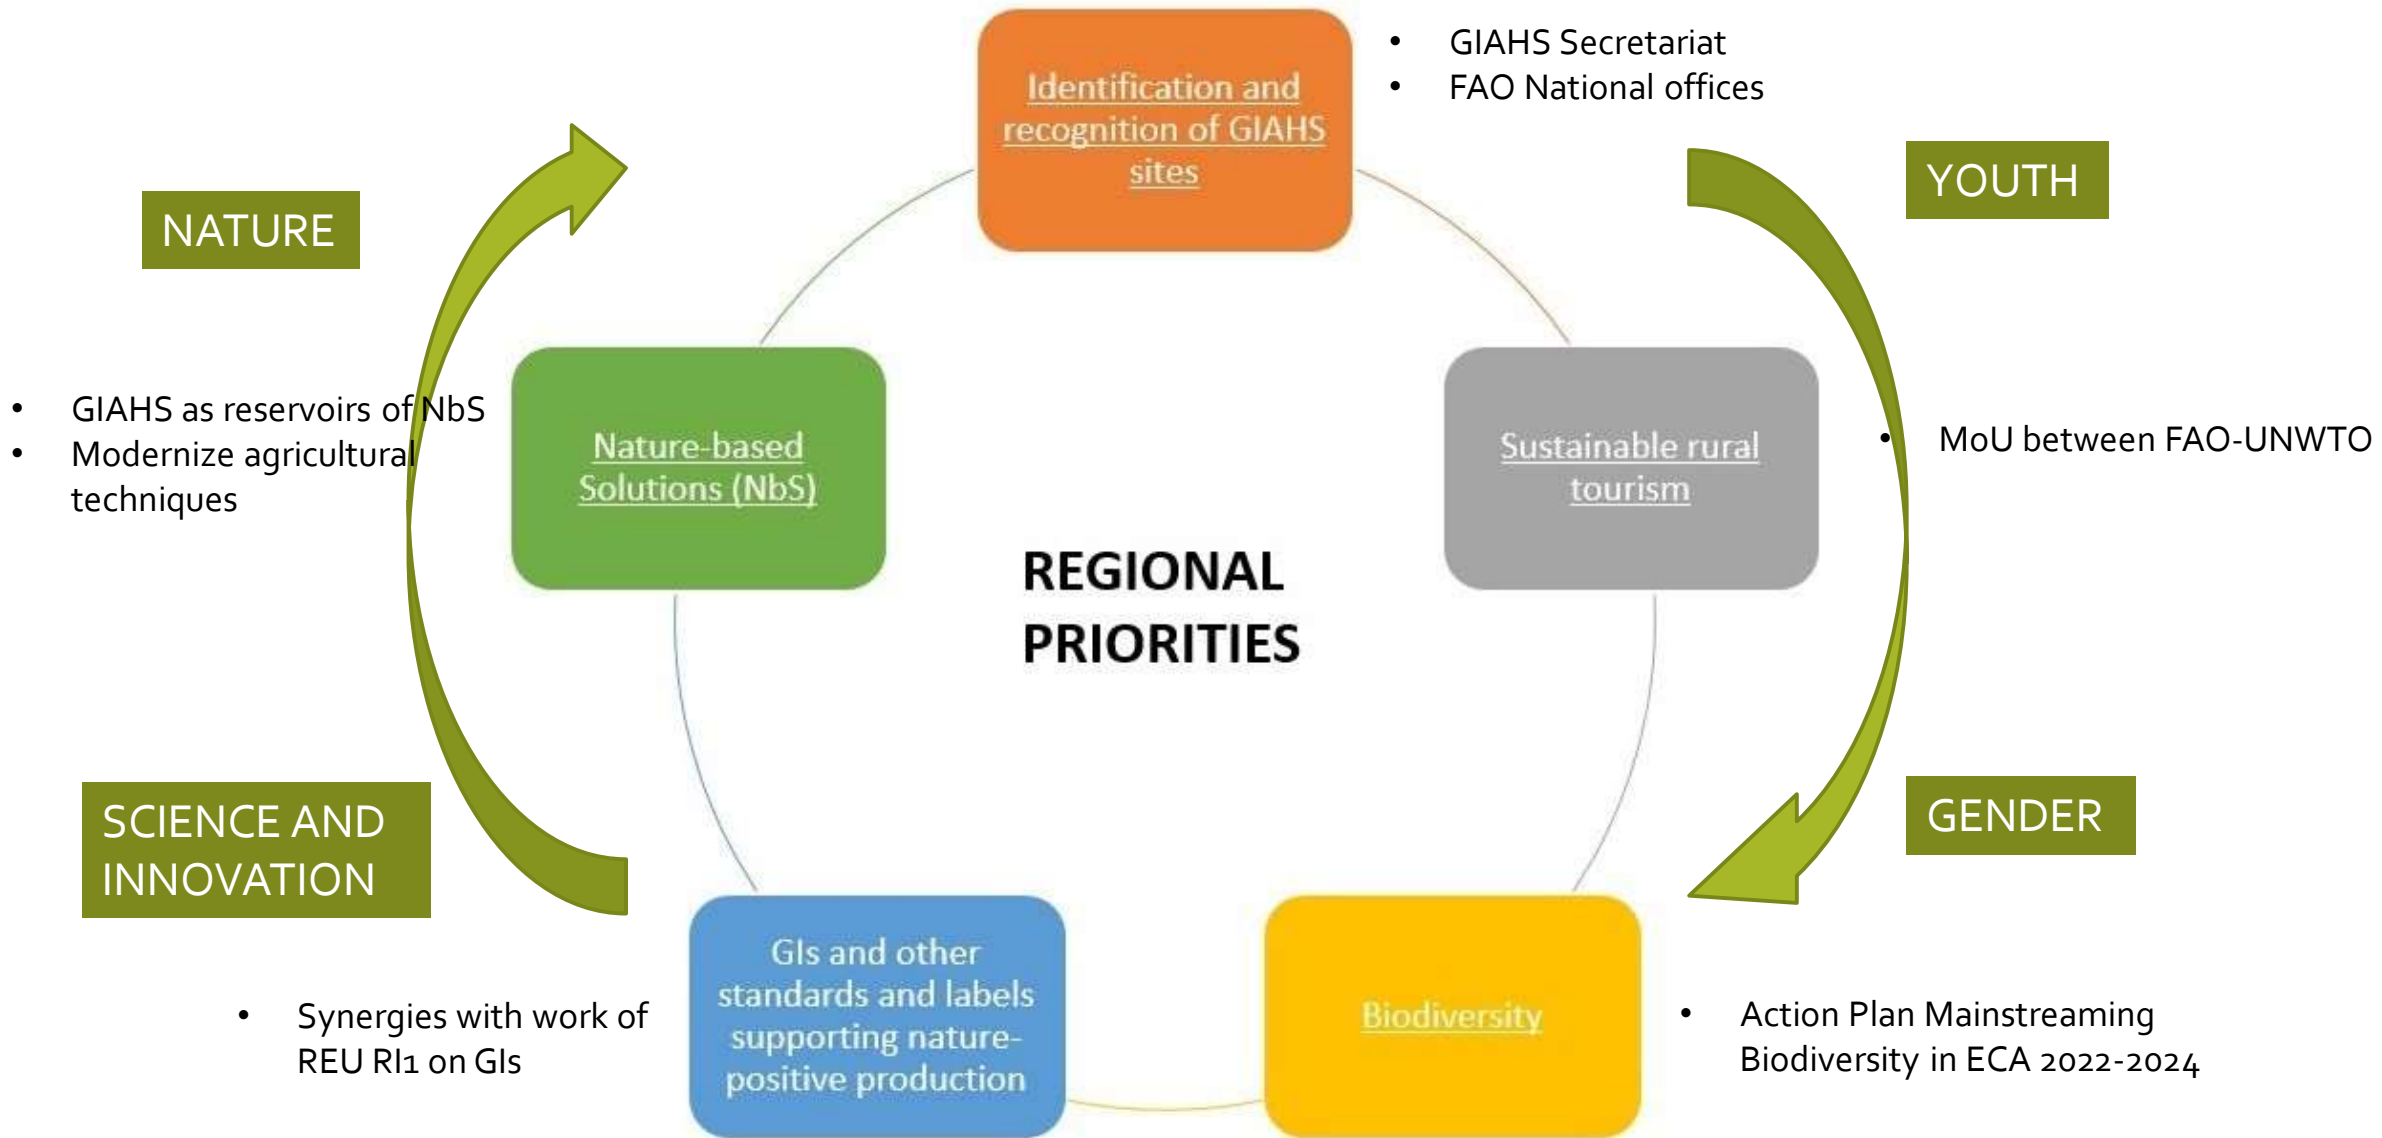 Identification and
recognition of GIAHS
sites
• GIAHS Secretariat
• FAO National offices
NATURE
YOUTH
• GIAHS as reservoirs of NbS
• Modernize agricultural
techniques
Nature-based
Solutions (NbS)
Sustainable rural
tourism
• MoU between FAO-UNWTO
REGIONAL
PRIORITIES
SCIENCE AND
INNOVATION
GENDER
• Synergies with work of
REU RI1 on GIs
GIs and other
standards and labels
supporting nature-
positive production
Biodiversity
• Action Plan Mainstreaming
Biodiversity in ECA 2022-2024